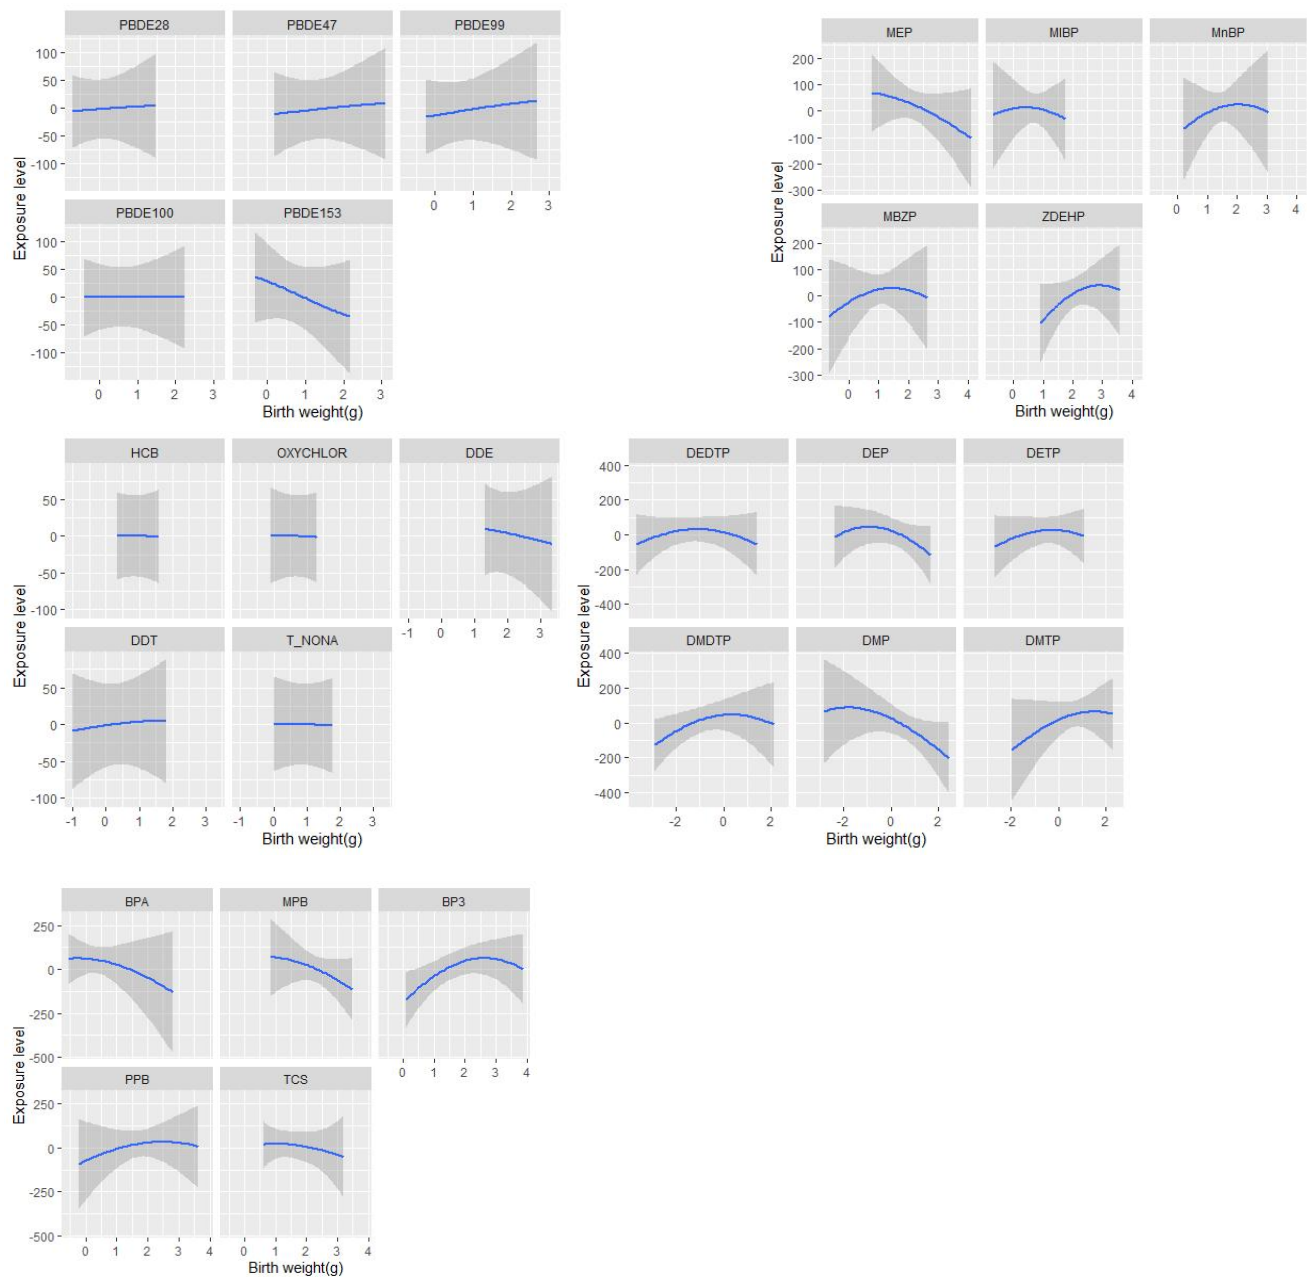 PBDE28 PBDE47 PBDE99
100
50
0
-50
-100
0 1 2 3
PBDE100 PBDE153
100
50
0
-50
-100
0 1 2 3 0 1 2 3
Exposure level
Birth weight(g)
MEP MIBP MnBP
200
100
0
-100
-200
-300
0 1 2 3 4
MBZP ZDEHP
200
100
0
-100
-200
-300
0 1 2 3 4 0 1 2 3 4
Exposure level
Birth weight(g)
HCB OXYCHLOR DDE
50
0
-50
-100
-1 0 1 2 3
DDT T_NONA
50
0
-50
-100
-1 0 1 2 3 -1 0 1 2 3
Exposure level
Birth weight(g)
DEDTP DEP DETP
400
200
0
-200
-400
DMDTP DMP DMTP
400
200
0
-200
-400
-2 0 2 -2 0 2 -2 0 2
Exposure level
Birth weight(g)
BPA MPB BP3
250
0
-250
-500
0 1 2 3 4
PPB TCS
250
0
-250
-500
0 1 2 3 4 0 1 2 3 4
Exposure level
Birth weight(g)